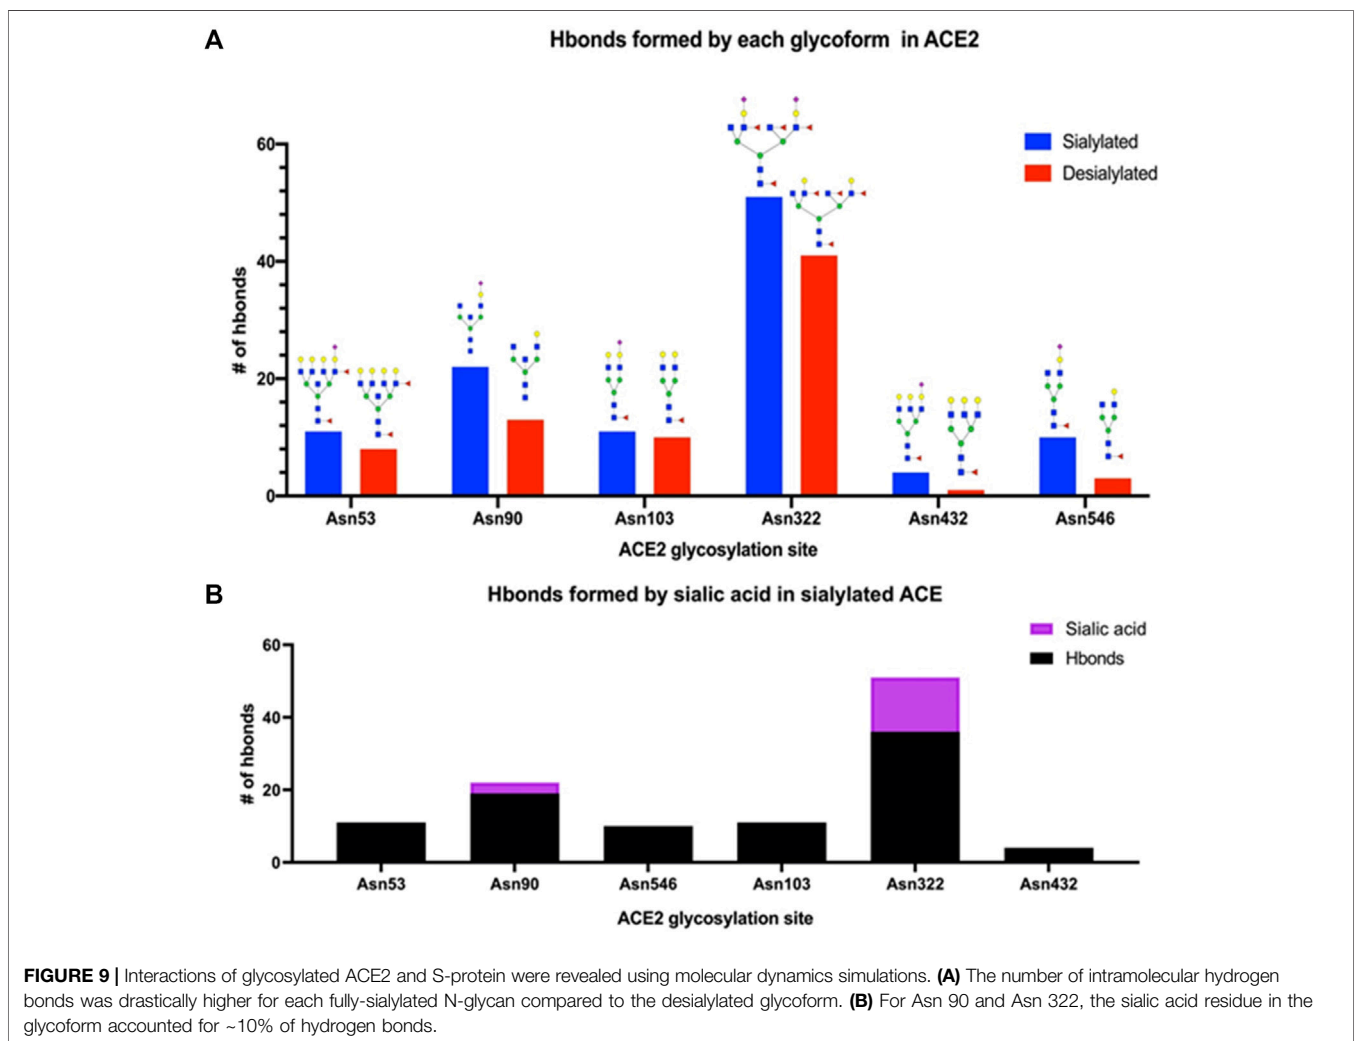 A
Hbonds formed by each glycoform in ACE2
Sialylated
Desialylated
# of hbonds
60
40
20
0
Asn53 Asn90 Asn103 Asn322 Asn432 Asn546
ACE2 glycosylation site
B
Hbonds formed by sialic acid in sialylated ACE
Sialic acid
Hbonds
# of hbonds
60
40
20
0
Asn53 Asn90 Asn546 Asn103 Asn322 Asn432
ACE2 glycosylation site
FIGURE 9 | Interactions of glycosylated ACE2 and S-protein were revealed using molecular dynamics simulations. (A) The number of intramolecular hydrogen
bonds was drastically higher for each fully-sialylated N-glycan compared to the desialylated glycoform. (B) For Asn 90 and Asn 322, the sialic acid residue in the
glycoform accounted for ~10% of hydrogen bonds.